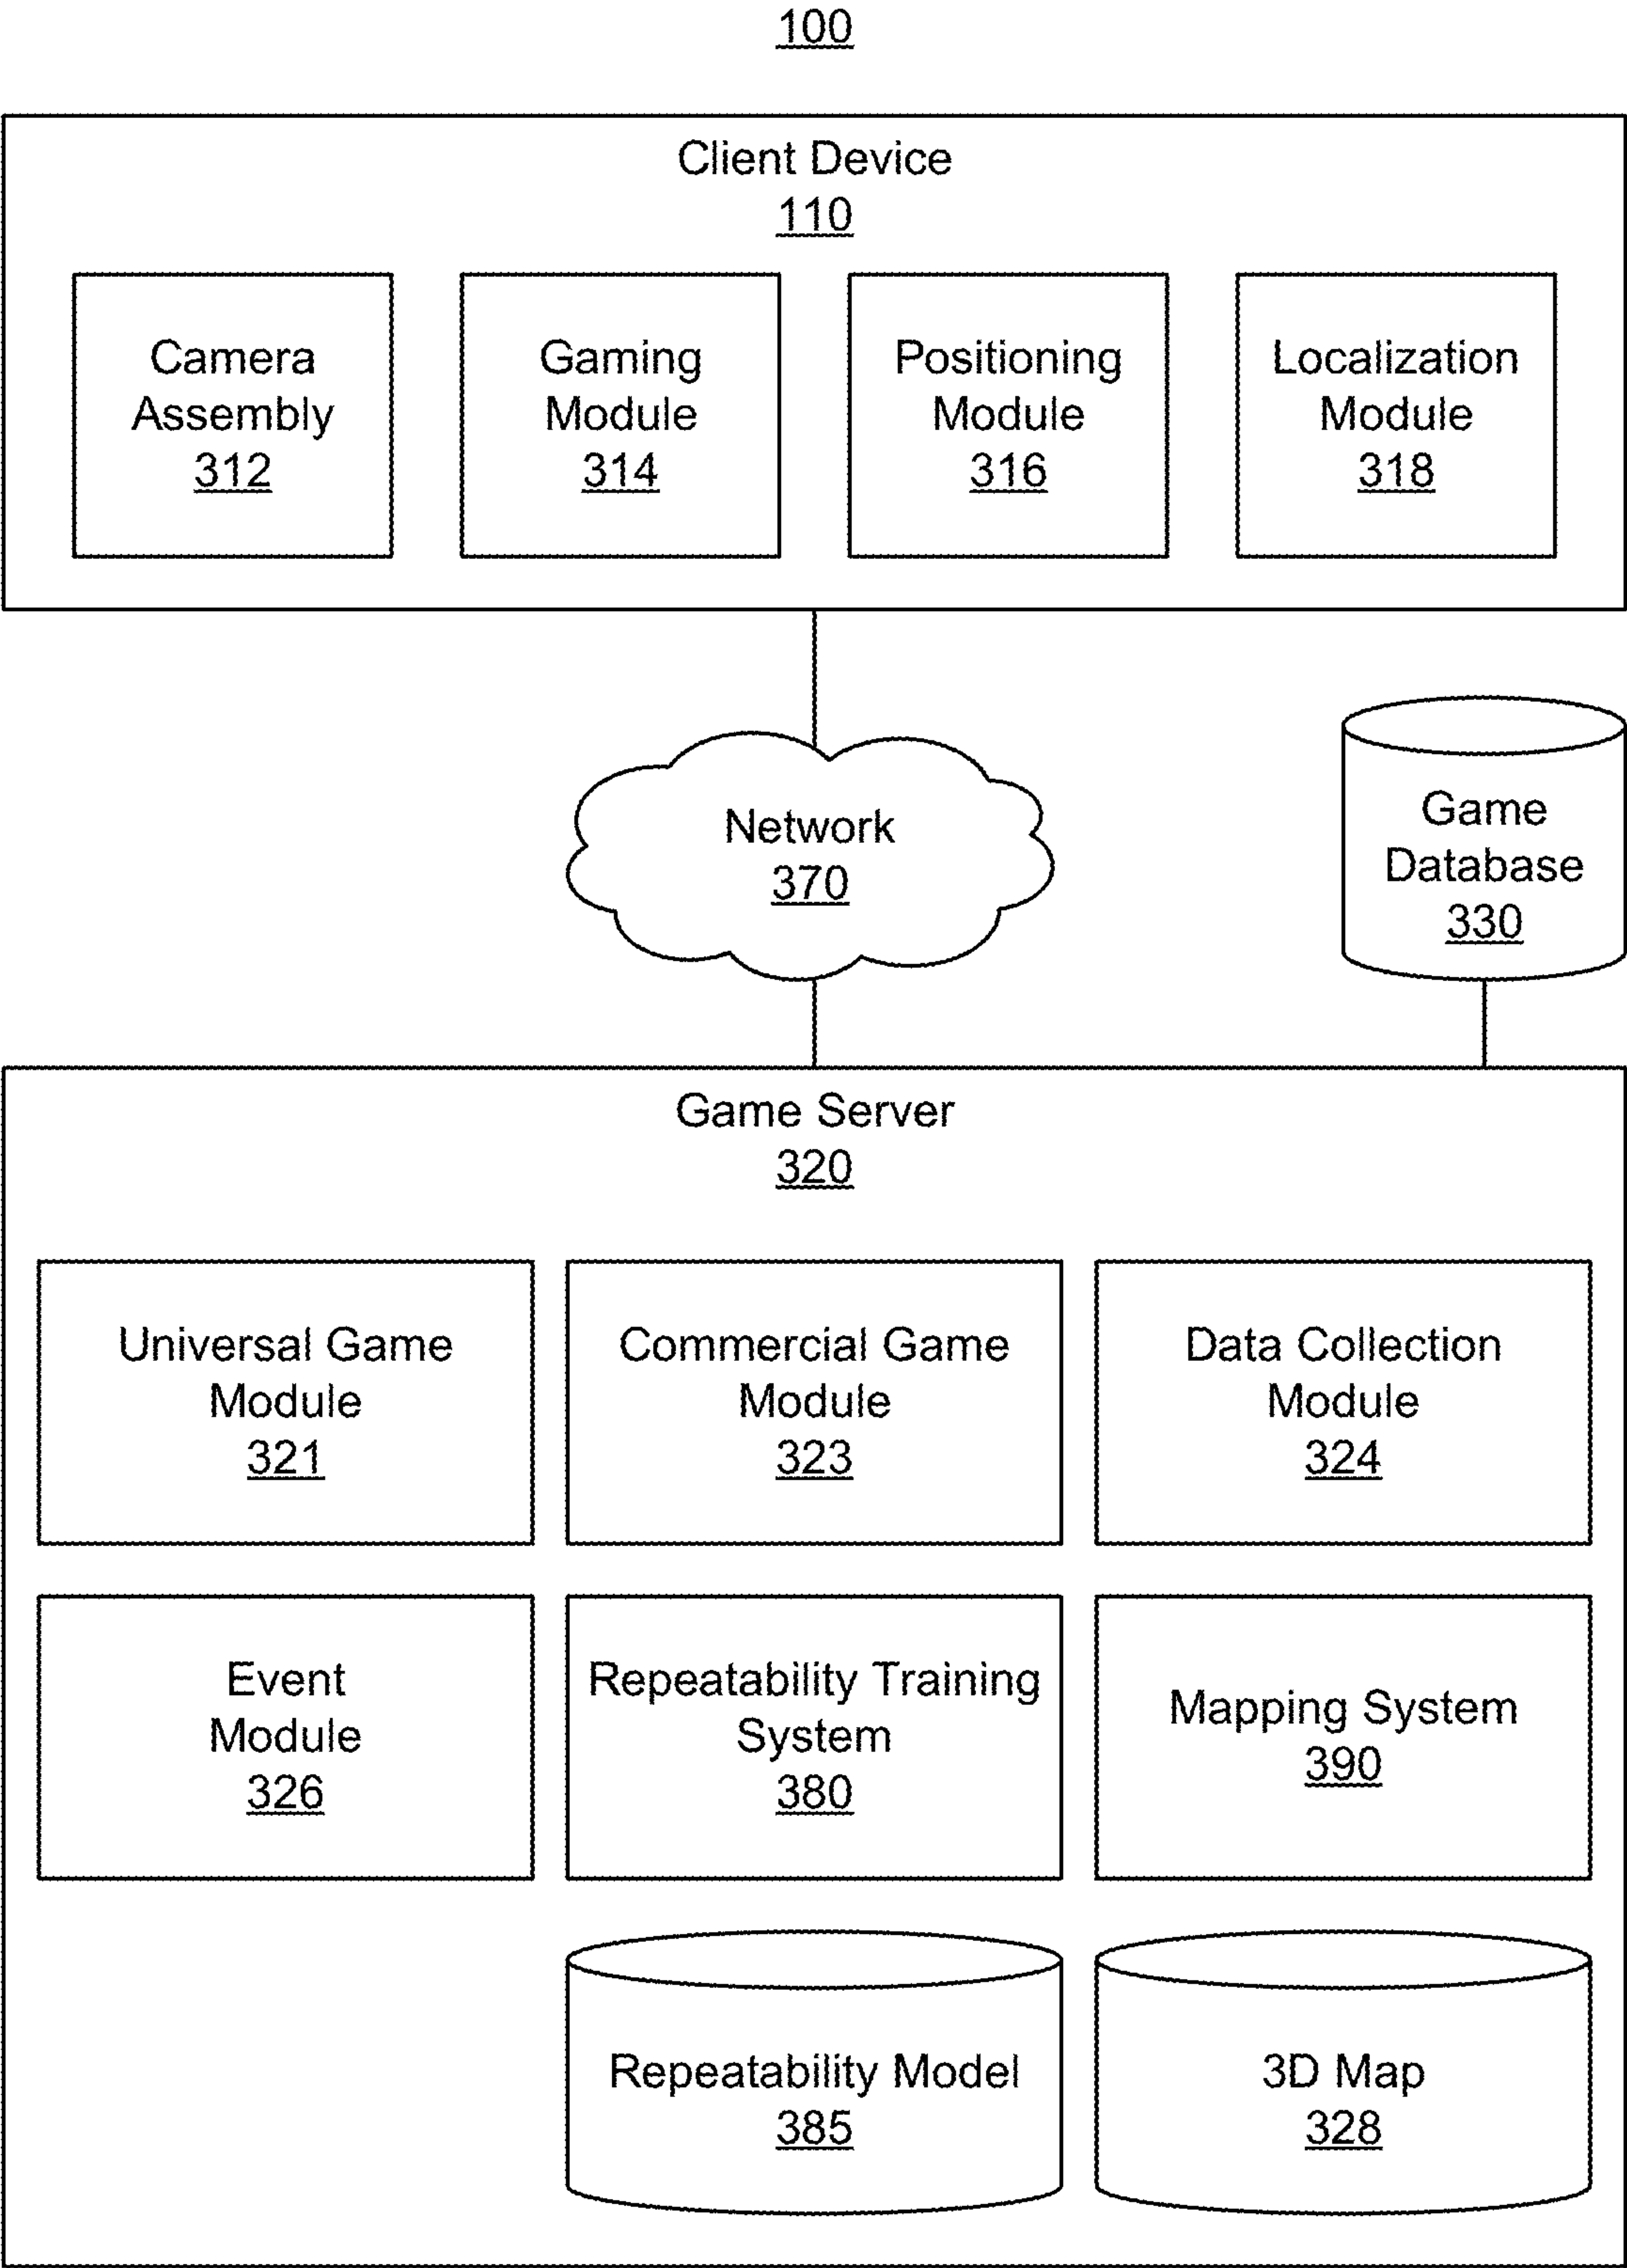 100
Client Device
110
Camera
Assembly
312
Gaming
Module
314
Positioning
Module
316
Localization
Module
318
Network
370
Game
Database
330
Game Server
320
Universal Game
Module
321
Commercial Game
Module
323
Data Collection
Module
324
Event
Module
326
Repeatability Training
System
380
Mapping System
390
Repeatability Model
385
3D Map
328